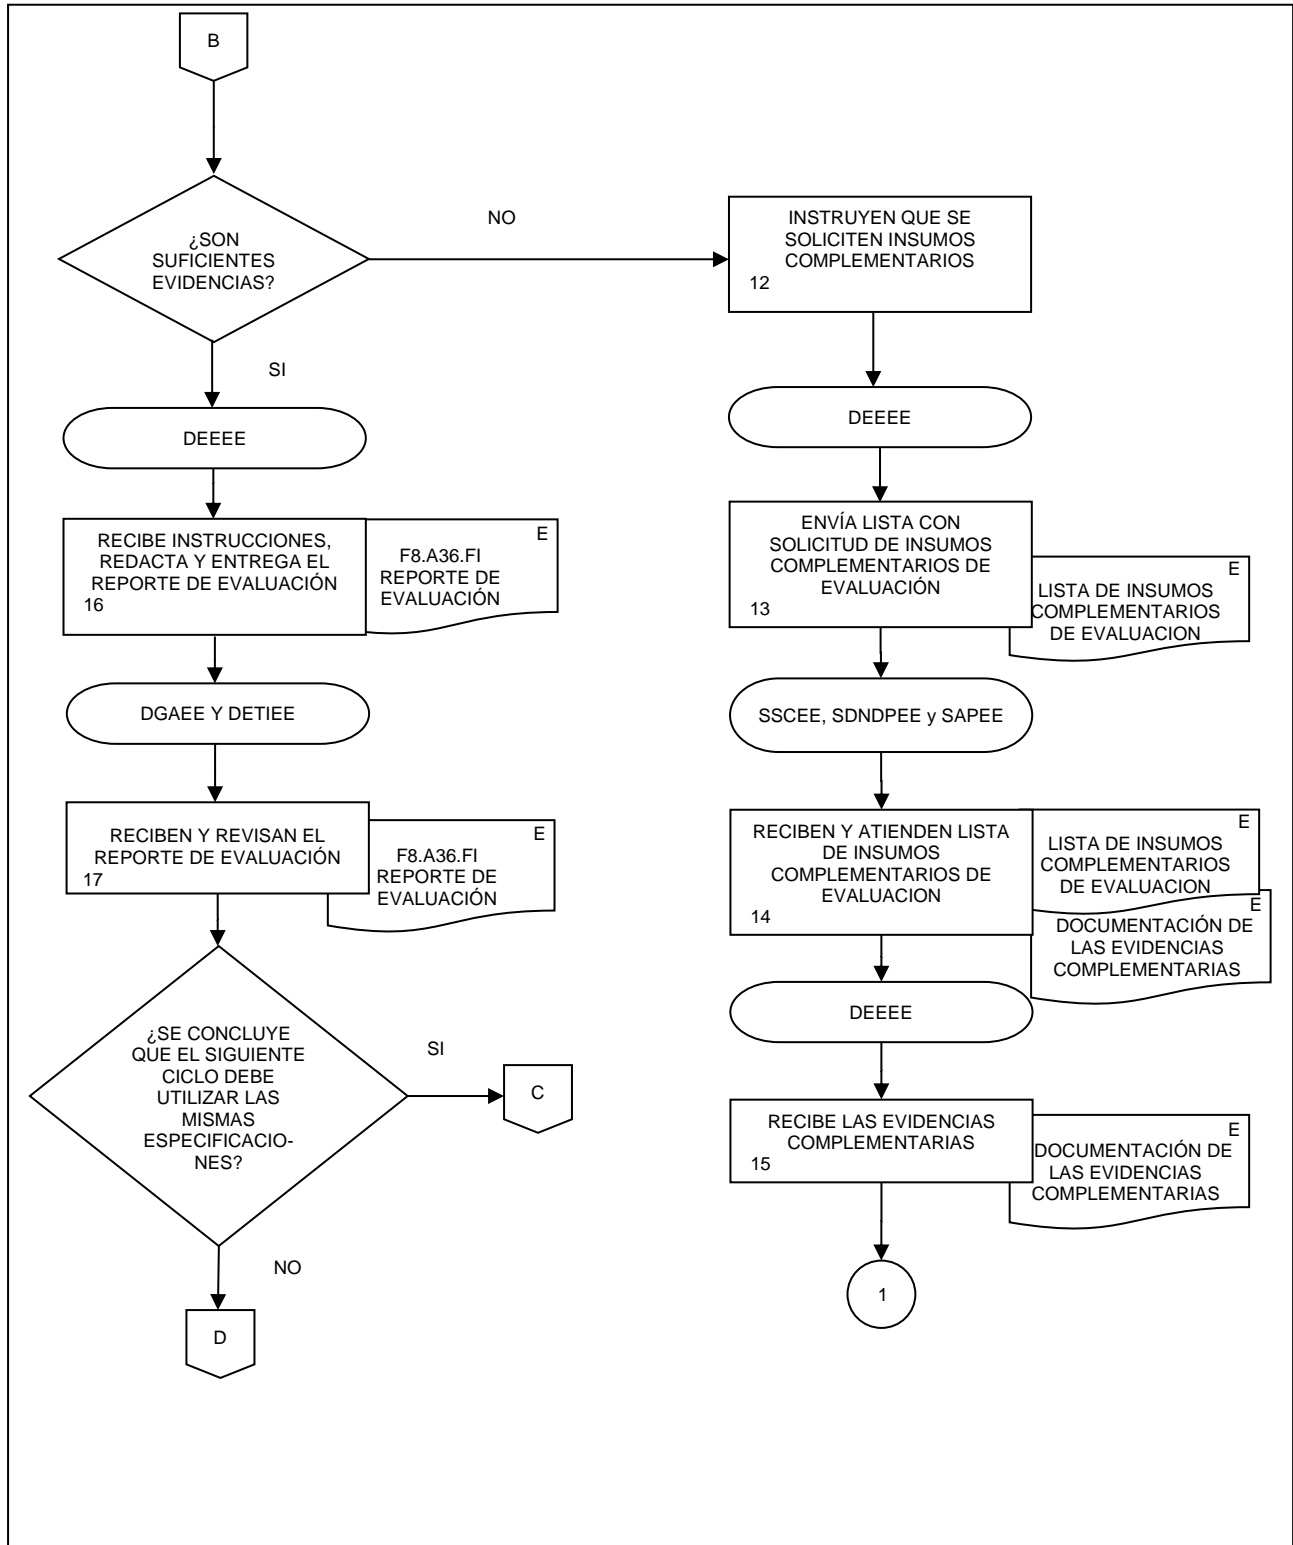 B
¿SON
SUFICIENTES
EVIDENCIAS?
NO
INSTRUYEN QUE SE
SOLICITEN INSUMOS
COMPLEMENTARIOS
12
SI
DEEEE
DEEEE
RECIBE INSTRUCCIONES,
REDACTA Y ENTREGA EL
REPORTE DE EVALUACIÓN
16
E
F8.A36.FI
REPORTE DE
EVALUACIÓN
ENVÍA LISTA CON
SOLICITUD DE INSUMOS
COMPLEMENTARIOS DE
EVALUACIÓN
13
E
LISTA DE INSUMOS
COMPLEMENTARIOS
DE EVALUACION
DGAEE Y DETIEE
SSCEE, SDNDPEE y SAPEE
RECIBEN Y REVISAN EL
REPORTE DE EVALUACIÓN
17
E
F8.A36.FI
REPORTE DE
EVALUACIÓN
RECIBEN Y ATIENDEN LISTA
DE INSUMOS
COMPLEMENTARIOS DE
EVALUACION
14
E
LISTA DE INSUMOS
COMPLEMENTARIOS
DE EVALUACION
E
DOCUMENTACIÓN DE
LAS EVIDENCIAS
COMPLEMENTARIAS
DEEEE
¿SE CONCLUYE
QUE EL SIGUIENTE
CICLO DEBE
UTILIZAR LAS
MISMAS
ESPECIFICACIO-
NES?
SI
C
RECIBE LAS EVIDENCIAS
COMPLEMENTARIAS
15
E
DOCUMENTACIÓN DE
LAS EVIDENCIAS
COMPLEMENTARIAS
NO
D
1